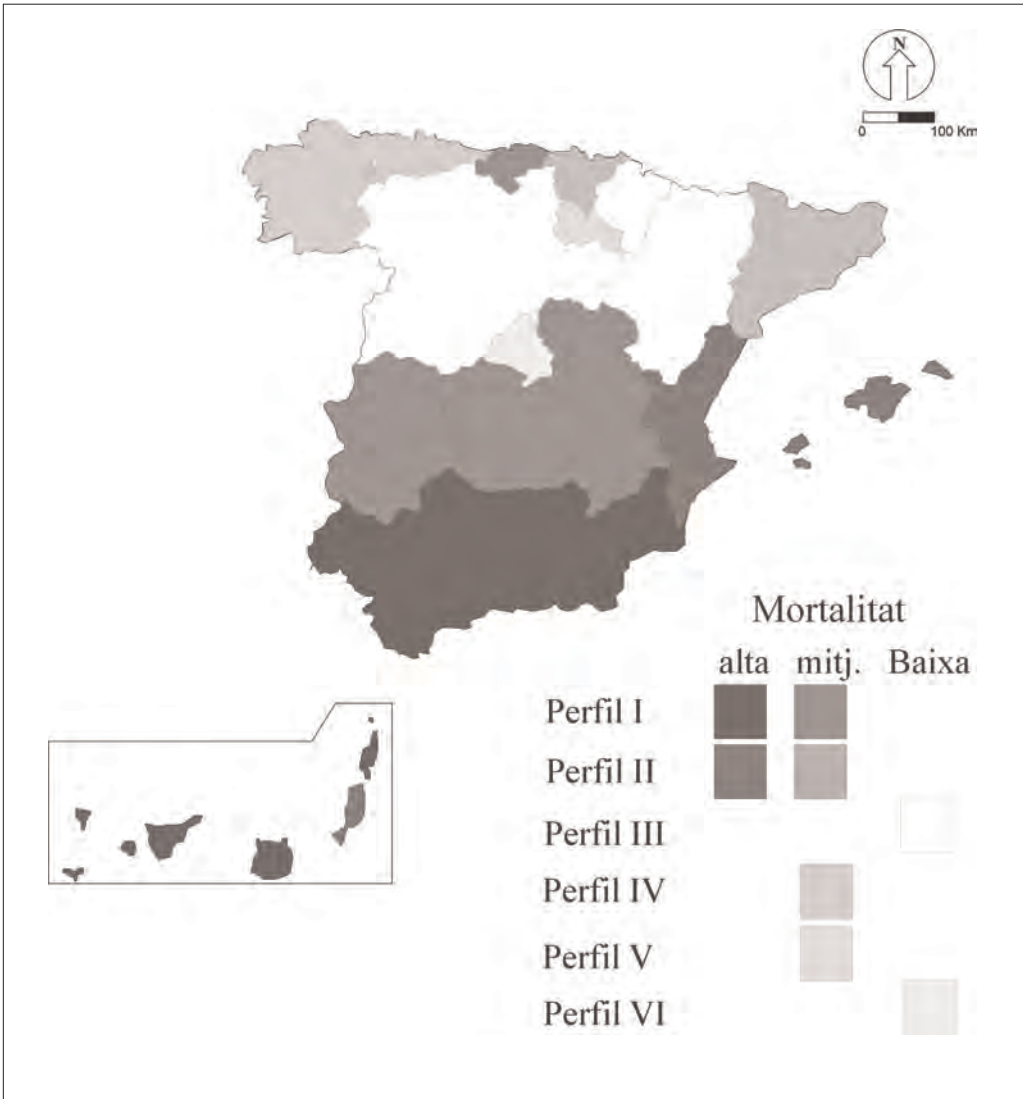 N
0 100 Km
Mortalitat
alta mitj. Baixa
Perfil I
Perfil II
Perfil III
Perfil IV
Perfil V
Perfil VI